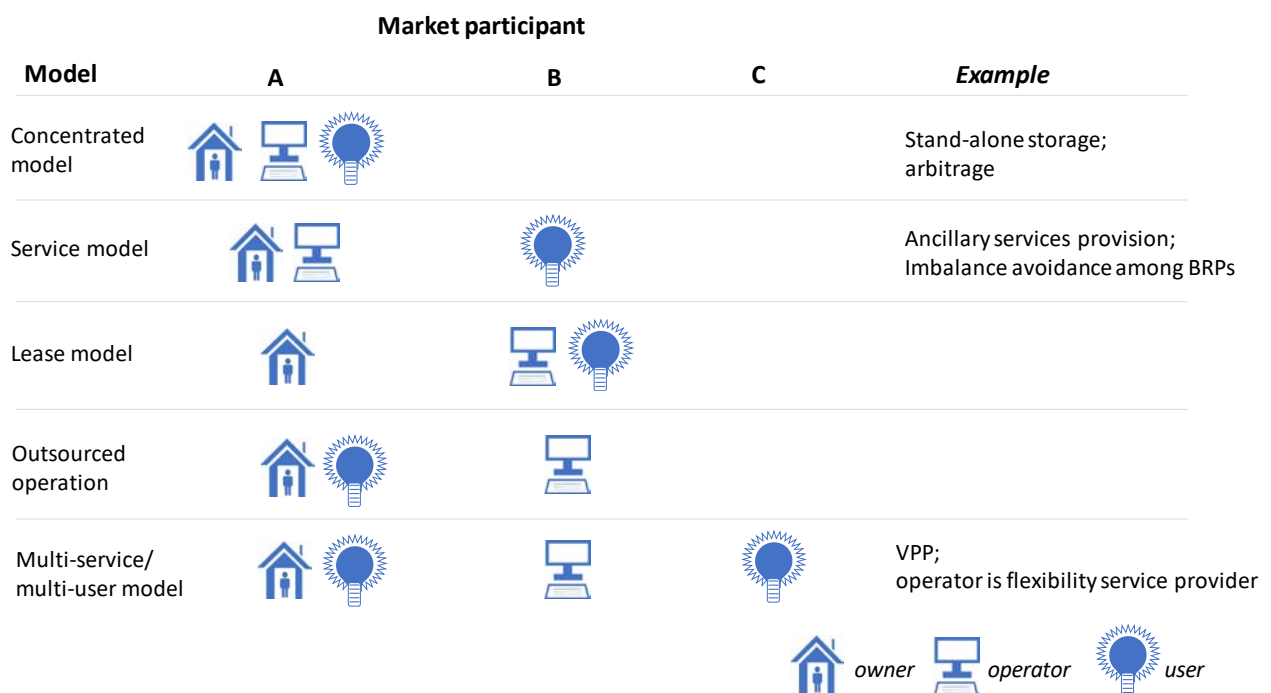 Market participant
Model A B C Example
Concentrated
model
Stand-alone storage;
arbitrage
Service model
Ancillary services provision;
Imbalance avoidance among BRPs
Lease model
Outsourced
operation
Multi-service/
multi-user model
VPP;
operator is flexibility service provider
owner operator user